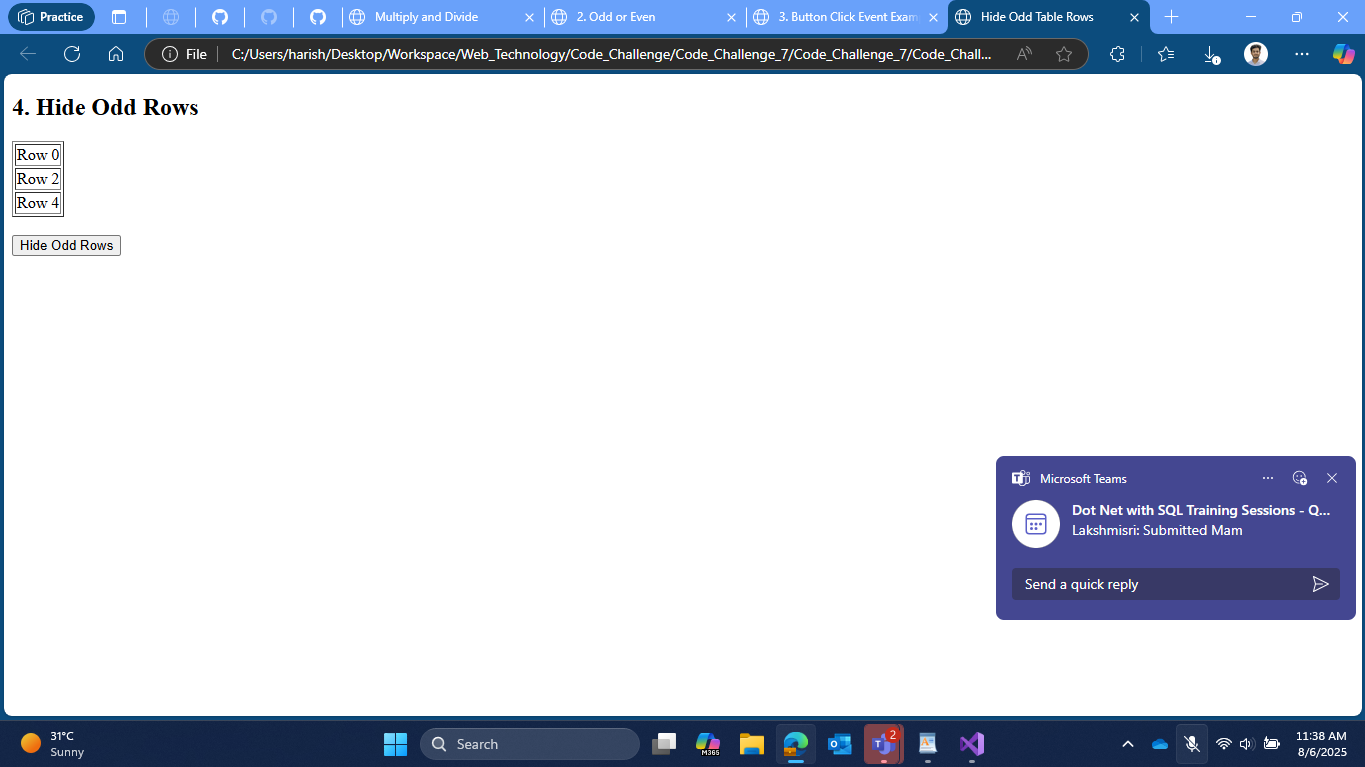 Practice
Multiply and Divide
2. Odd or Even
3. Button Click Event Exam
Hide Odd Table Rows
File
C:/Users/harish/Desktop/Workspace/Web_Technology/Code_Challenge/Code_Challenge_7/Code_Challenge_7/Code_Chall...
4. Hide Odd Rows
Row 0
Row 2
Row 4
Hide Odd Rows
Microsoft Teams
Dot Net with SQL Training Sessions - Q...
Lakshmisri: Submitted Mam
Send a quick reply
31°C
Sunny
Search
M365
2
11:38 AM
8/6/2025